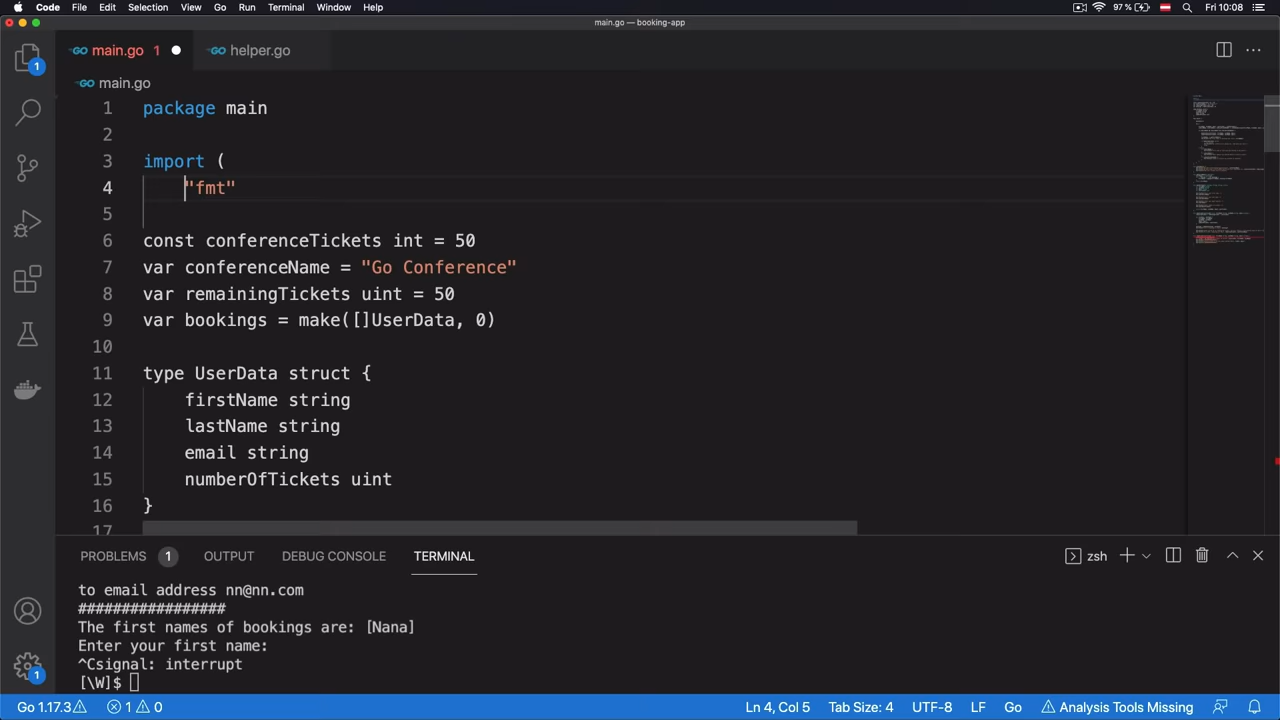 Code File Edit Selection View Go Run Terminal Window Help 97% Fri 10:08
main.go — booking-app
main.go 1 helper.go
main.go
1 package main
2
3 import (
4 "fmt"
5
6 const conferenceTickets int = 50
7 var conferenceName = "Go Conference"
8 var remainingTickets uint = 50
9 var bookings = make([]UserData, 0)
10
11 type UserData struct {
12 firstName string
13 lastName string
14 email string
15 numberOfTickets uint
16 }
17
PROBLEMS 1 OUTPUT DEBUG CONSOLE TERMINAL zsh
to email address nn@nn.com
#################
The first names of bookings are: [Nana]
Enter your first name:
^Csignal: interrupt
[\W]$
Go 1.17.3 1 0 Ln 4, Col 5 Tab Size: 4 UTF-8 LF Go Analysis Tools Missing